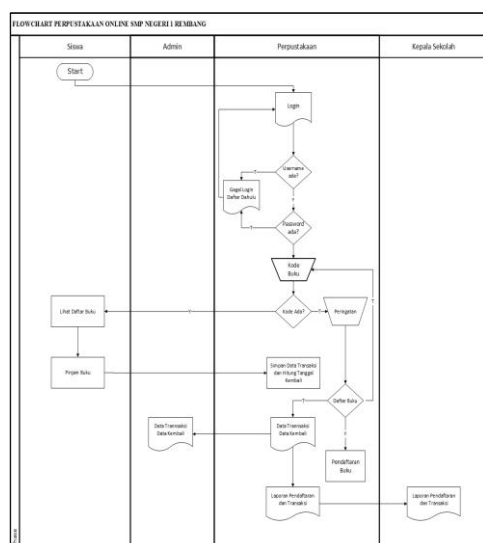 FLOWCHART PERPUSTAKAAN ONLINE SMP NEGERI 1 REMBANG
Siswa
Admin
Perpustakaan
Kepala Sekolah
Start
Login
Username
ada?
Gagal Login
Daftar Dahulu
Password
ada?
Kode
Buku
Lihat Daftar Buku
Kode Ada?
Peringatan
Pinjam Buku
Simpan Data Transaksi
dan Hitung Tanggal
Kembali
Daftar Buku
Data Transaksi
Data Kembali
Data Transaksi
Data Kembali
Pendaftaran
Buku
Laporan Pendaftaran
dan Transaksi
Laporan Pendaftaran
dan Transaksi